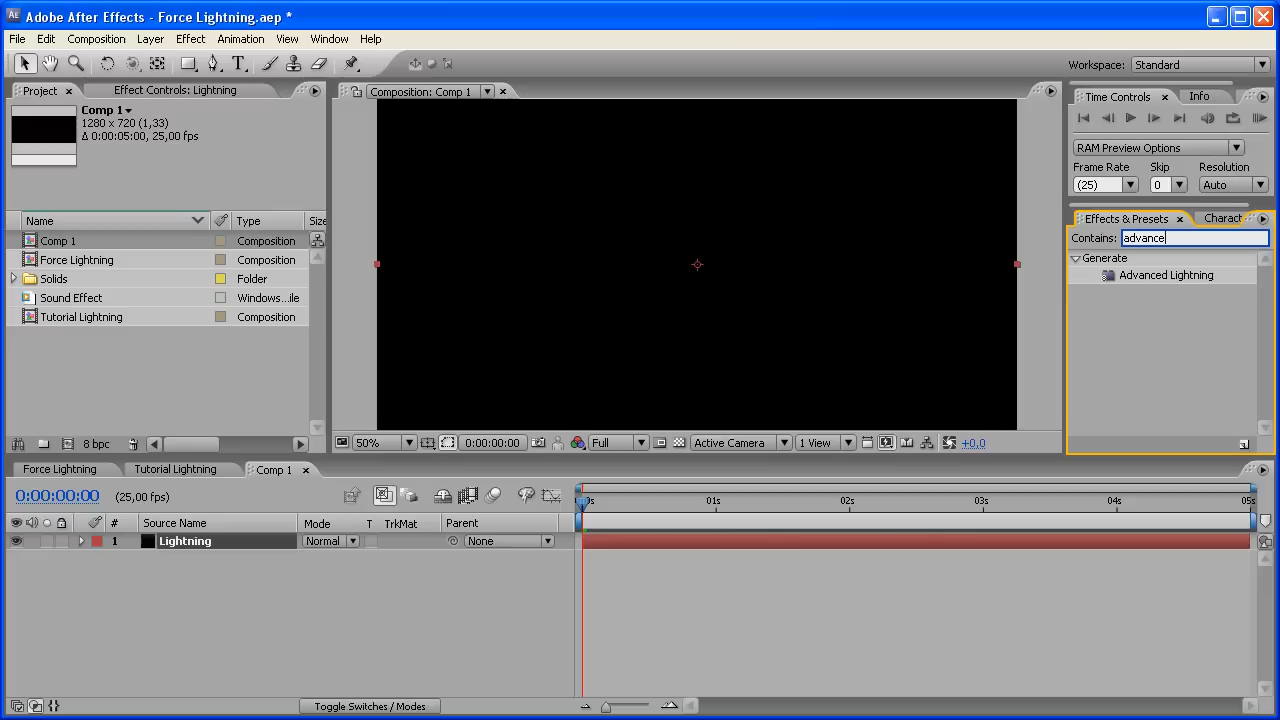 Adobe After Effects - Force Lightning.aep *
File Edit Composition Layer Effect Animation View Window Help
Workspace: Standard
Project Effect Controls: Lightning
Composition: Comp 1
Time Controls Info
Comp 1
1280 x 720 (1,33)
Δ 0:00:05:00, 25,00 fps
RAM Preview Options
Frame Rate Skip Resolution
(25) 0 Auto
Effects & Presets Charact
Contains: advance
Generate
Advanced Lightning
Name Type Size
Comp 1 Composition
Force Lightning Composition
Solids Folder
Sound Effect Windows...ile
Tutorial Lightning Composition
8 bpc
50% 0:00:00:00 Full Active Camera 1 View +0,0
Force Lightning Tutorial Lightning Comp 1
0:00:00:00 (25,00 fps)
0s 01s 02s 03s 04s 05s
# Source Name Mode T TrkMat Parent
1 Lightning Normal None
Toggle Switches / Modes